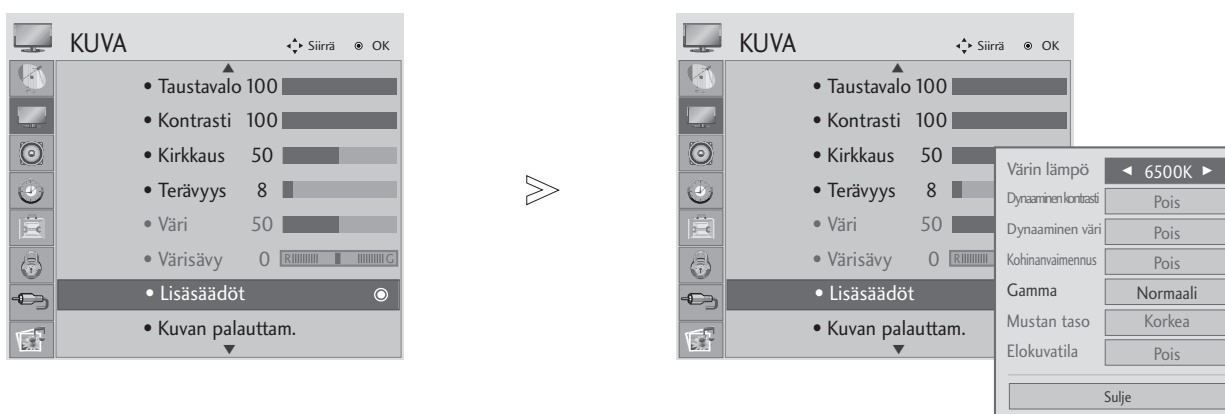 KUVA Siirrä OK
• Taustavalo 100
• Kontrasti 100
• Kirkkaus 50
• Terävyys 8
• Väri 50
• Värisävy 0 R G
• Lisäsäädöt
• Kuvan palauttam.
KUVA Siirrä OK
• Taustavalo 100
• Kontrasti 100
• Kirkkaus 50
• Terävyys 8
• Väri 50
• Värisävy 0 R
• Lisäsäädöt
• Kuvan palauttam.
Värin lämpö ◄ 6500K ►
Dynaaminen kontrasti Pois
Dynaaminen väri Pois
Kohinanvaimennus Pois
Gamma Normaali
Mustan taso Korkea
Elokuvatila Pois
Sulje